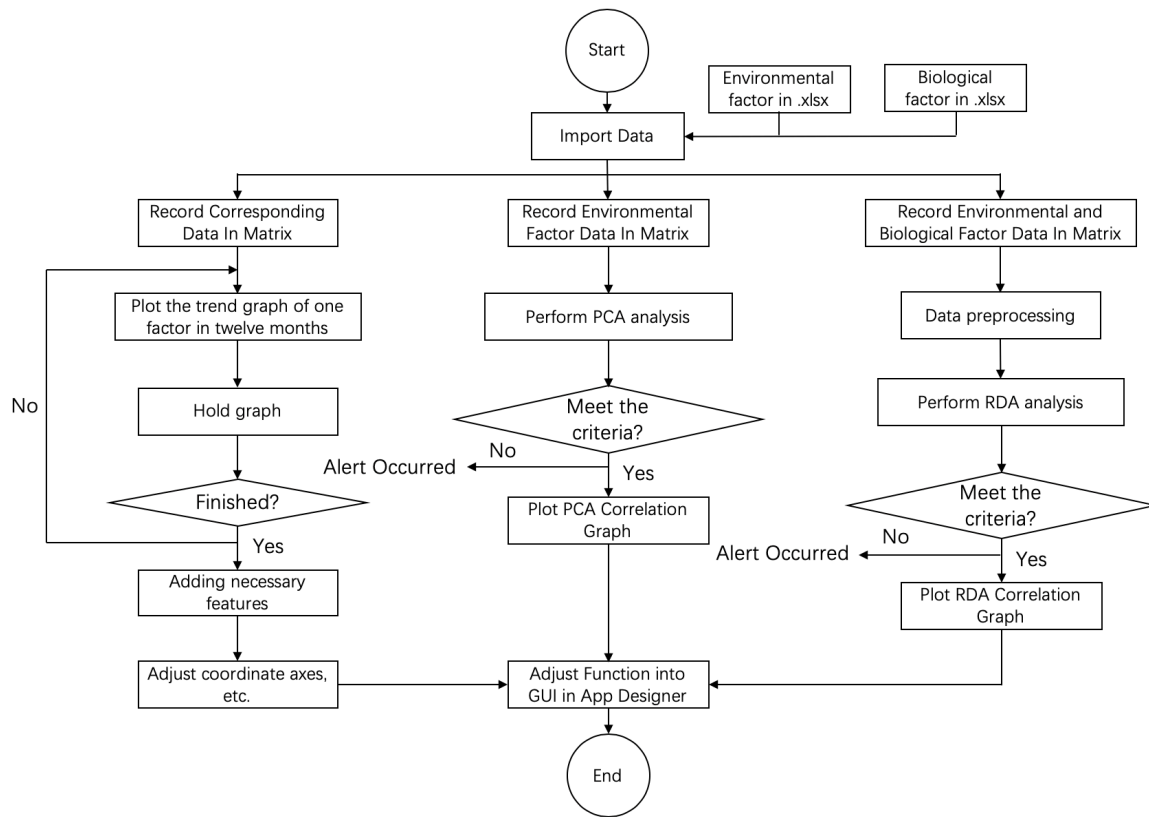 Start
Environmental
factor in .xlsx
Biological
factor in .xlsx
Import Data
Record Corresponding
Data In Matrix
Record Environmental
Factor Data In Matrix
Record Environmental and
Biological Factor Data In Matrix
Plot the trend graph of one
factor in twelve months
Perform PCA analysis
Data preprocessing
No
Hold graph
Meet the
criteria?
Perform RDA analysis
No
Alert Occurred
Yes
Finished?
Plot PCA Correlation
Graph
Meet the
criteria?
Yes
No
Alert Occurred
Yes
Adding necessary
features
Plot RDA Correlation
Graph
Adjust coordinate axes,
etc.
Adjust Function into
GUI in App Designer
End